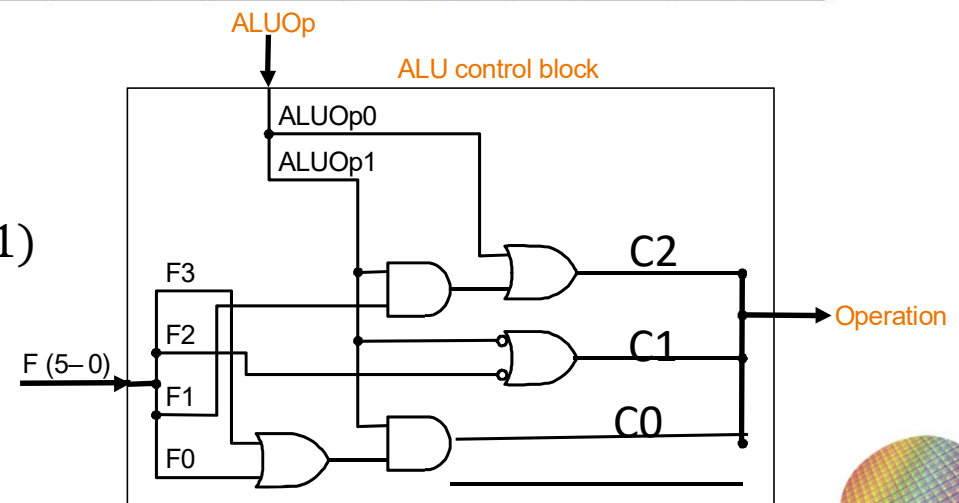 ALUOp
ALU control block
ALUOp0
ALUOp1
1)
C2
F3
Operation
F2
C1
F (5–0)
F1
C0
F0